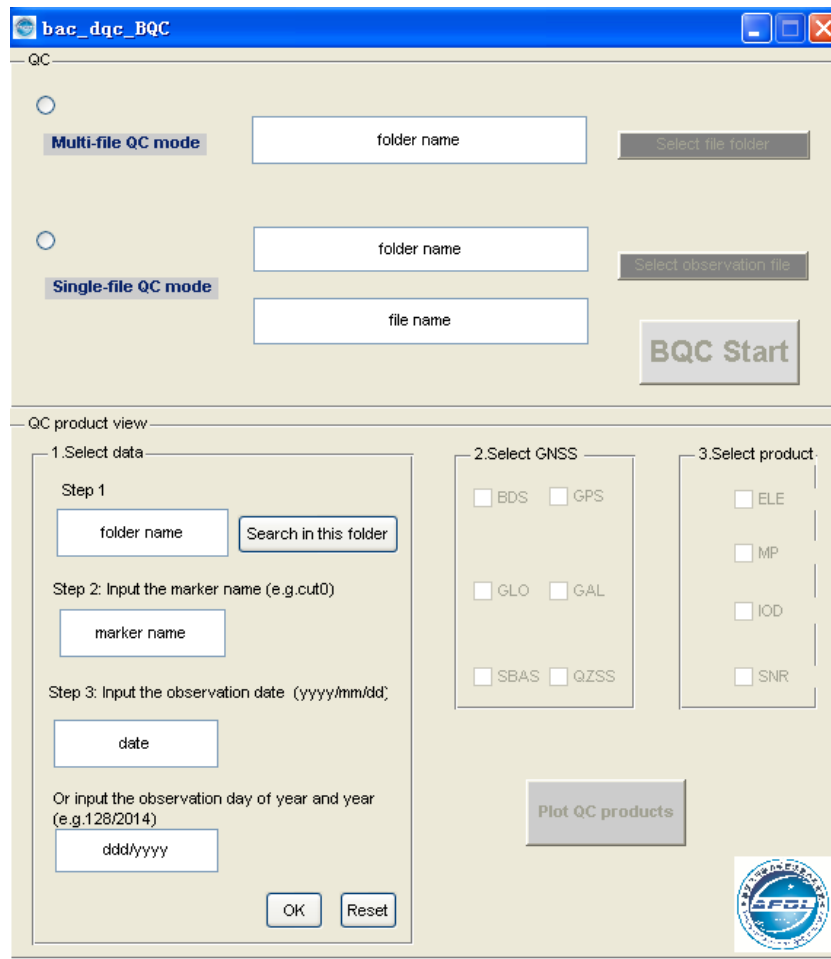 bac_dqc_BQC
QC
Multi-file QC mode
folder name
Select file folder
Single-file QC mode
folder name
Select observation file
file name
BQC Start
QC product view
1.Select data
Step 1
folder name
Search in this folder
Step 2: Input the marker name (e.g.cut0)
marker name
Step 3: Input the observation date (yyyy/mm/dd)
date
Or input the observation day of year and year
(e.g.128/2014)
ddd/yyyy
OK
Reset
2.Select GNSS
BDS
GPS
GLO
GAL
SBAS
QZSS
3.Select product
ELE
MP
IOD
SNR
Plot QC products